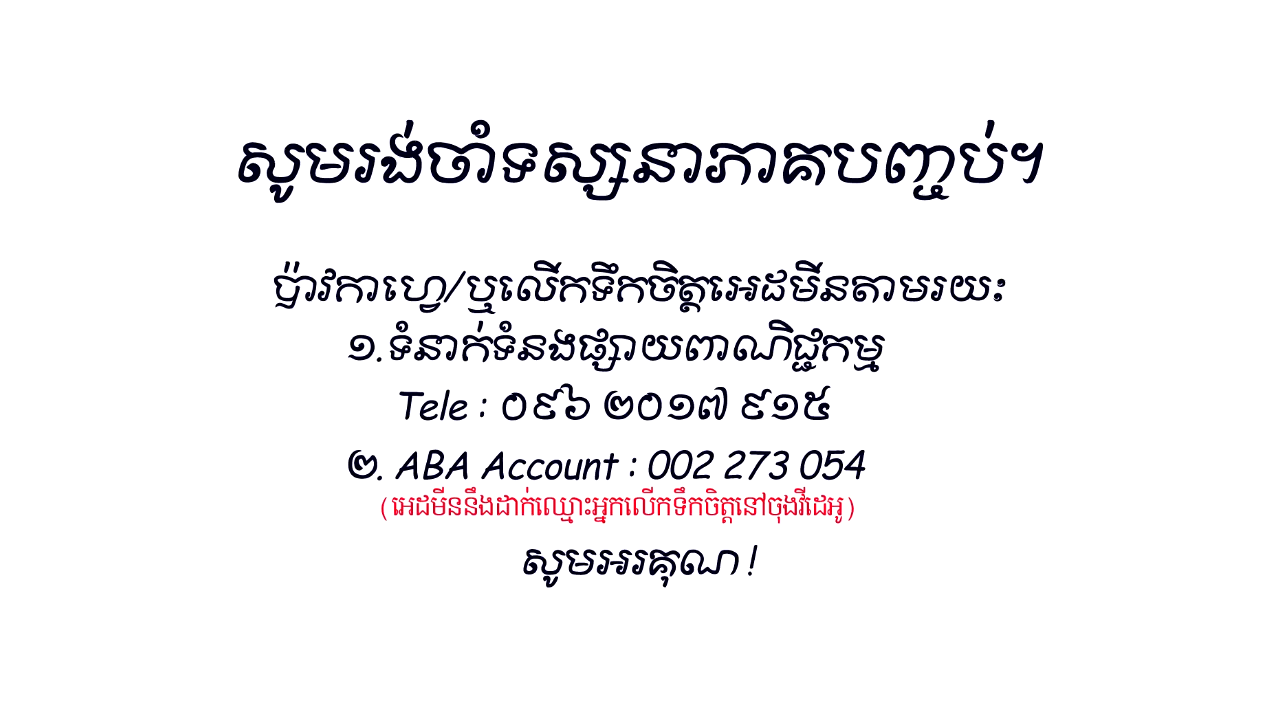 សូមរង់ចាំទស្សនាភាគបញ្ចប់។
ប៉ាវកាហ្វេ/ឬលើកទឹកចិត្តអេដមីនតាមរយះ
១.ទំនាក់ទំនងផ្សាយពាណិជ្ជកម្ម
Tele : ០៩៦ ២០១៧ ៩១៥
២. ABA Account : 002 273 054
(អេដមីននឹងដាក់ឈ្មោះអ្នកលើកទឹកចិត្តនៅចុងវីដេអូ)
សូមអរគុណ !